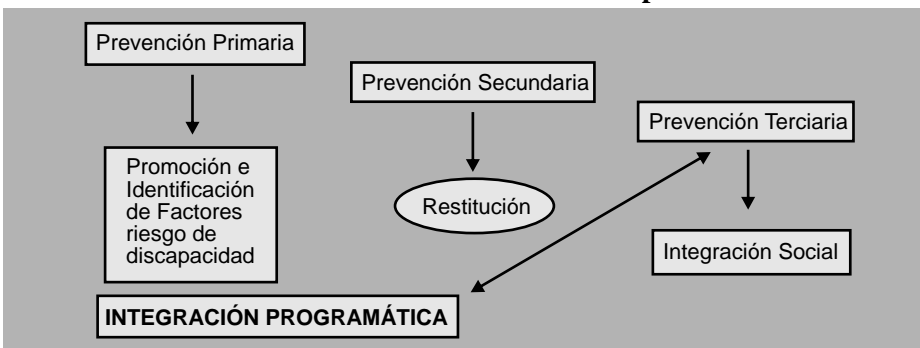 Prevención Primaria
Prevención Secundaria
Prevención Terciaria
Promoción e
Identificación
de Factores
riesgo de
discapacidad
Restitución
Integración Social
INTEGRACIÓN PROGRAMÁTICA